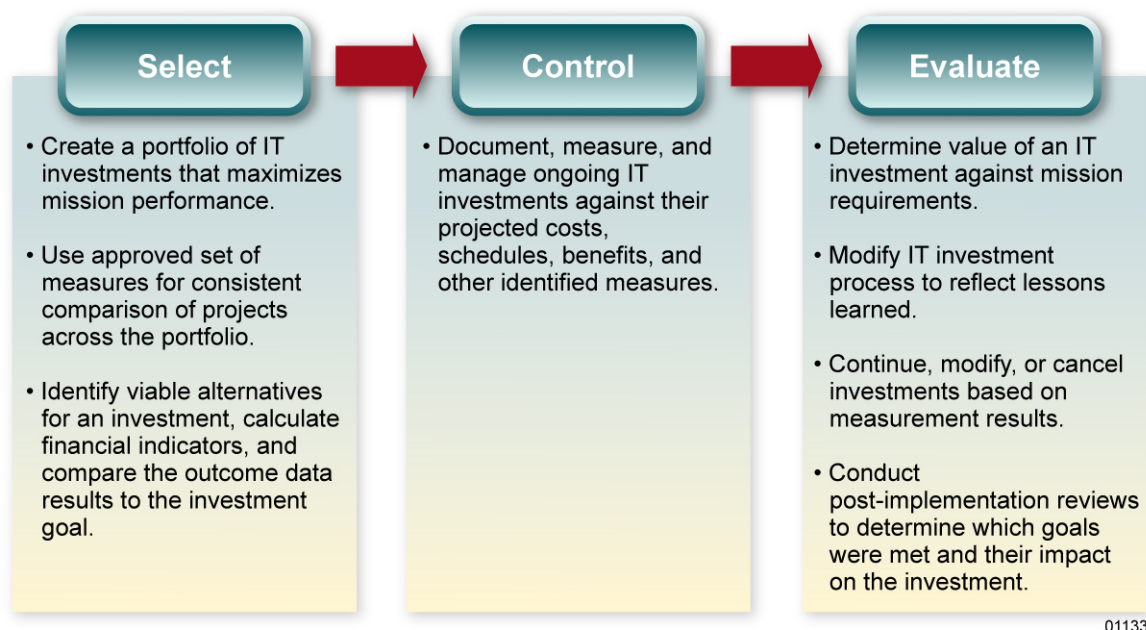 Select
• Create a portfolio of IT
investments that maximizes
mission performance.
• Use approved set of
measures for consistent
comparison of projects
across the portfolio.
• Identify viable alternatives
for an investment, calculate
financial indicators, and
compare the outcome data
results to the investment
goal.
Control
• Document, measure, and
manage ongoing IT
investments against their
projected costs,
schedules, benefits, and
other identified measures.
Evaluate
• Determine value of an IT
investment against mission
requirements.
• Modify IT investment
process to reflect lessons
learned.
• Continue, modify, or cancel
investments based on
measurement results.
• Conduct
post-implementation reviews
to determine which goals
were met and their impact
on the investment.
01133